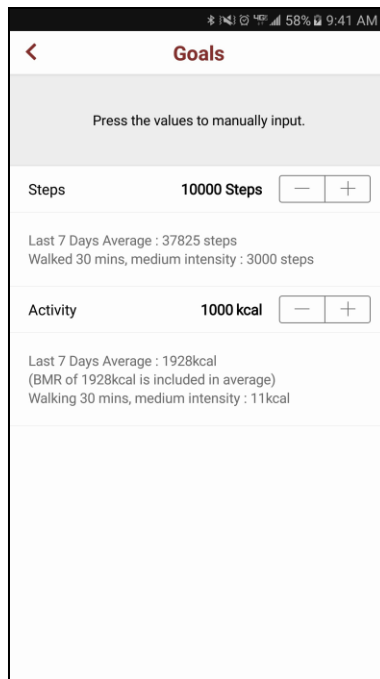 58% 9:41 AM
Goals
Press the values to manually input.
Steps 10000 Steps
Last 7 Days Average : 37825 steps
Walked 30 mins, medium intensity : 3000 steps
Activity 1000 kcal
Last 7 Days Average : 1928kcal
(BMR of 1928kcal is included in average)
Walking 30 mins, medium intensity : 11kcal